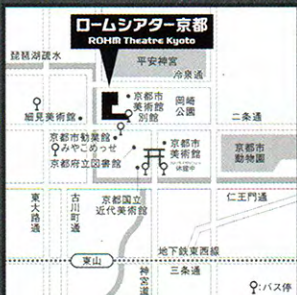 ロームシアター京都
ROHM Theatre Kyoto
琵琶湖疏水
平安神宮
冷泉通
京都市
美術館
別館
岡崎
公園
細見美術館
二条通
京都市勧業館
みやこめっせ
京都府立図書館
京都市
美術館
休館中
京都市
動物園
東大路通
古川町通
京都国立
近代美術館
仁王門通
地下鉄東西線
東山
三条通
神宮道
:バス停